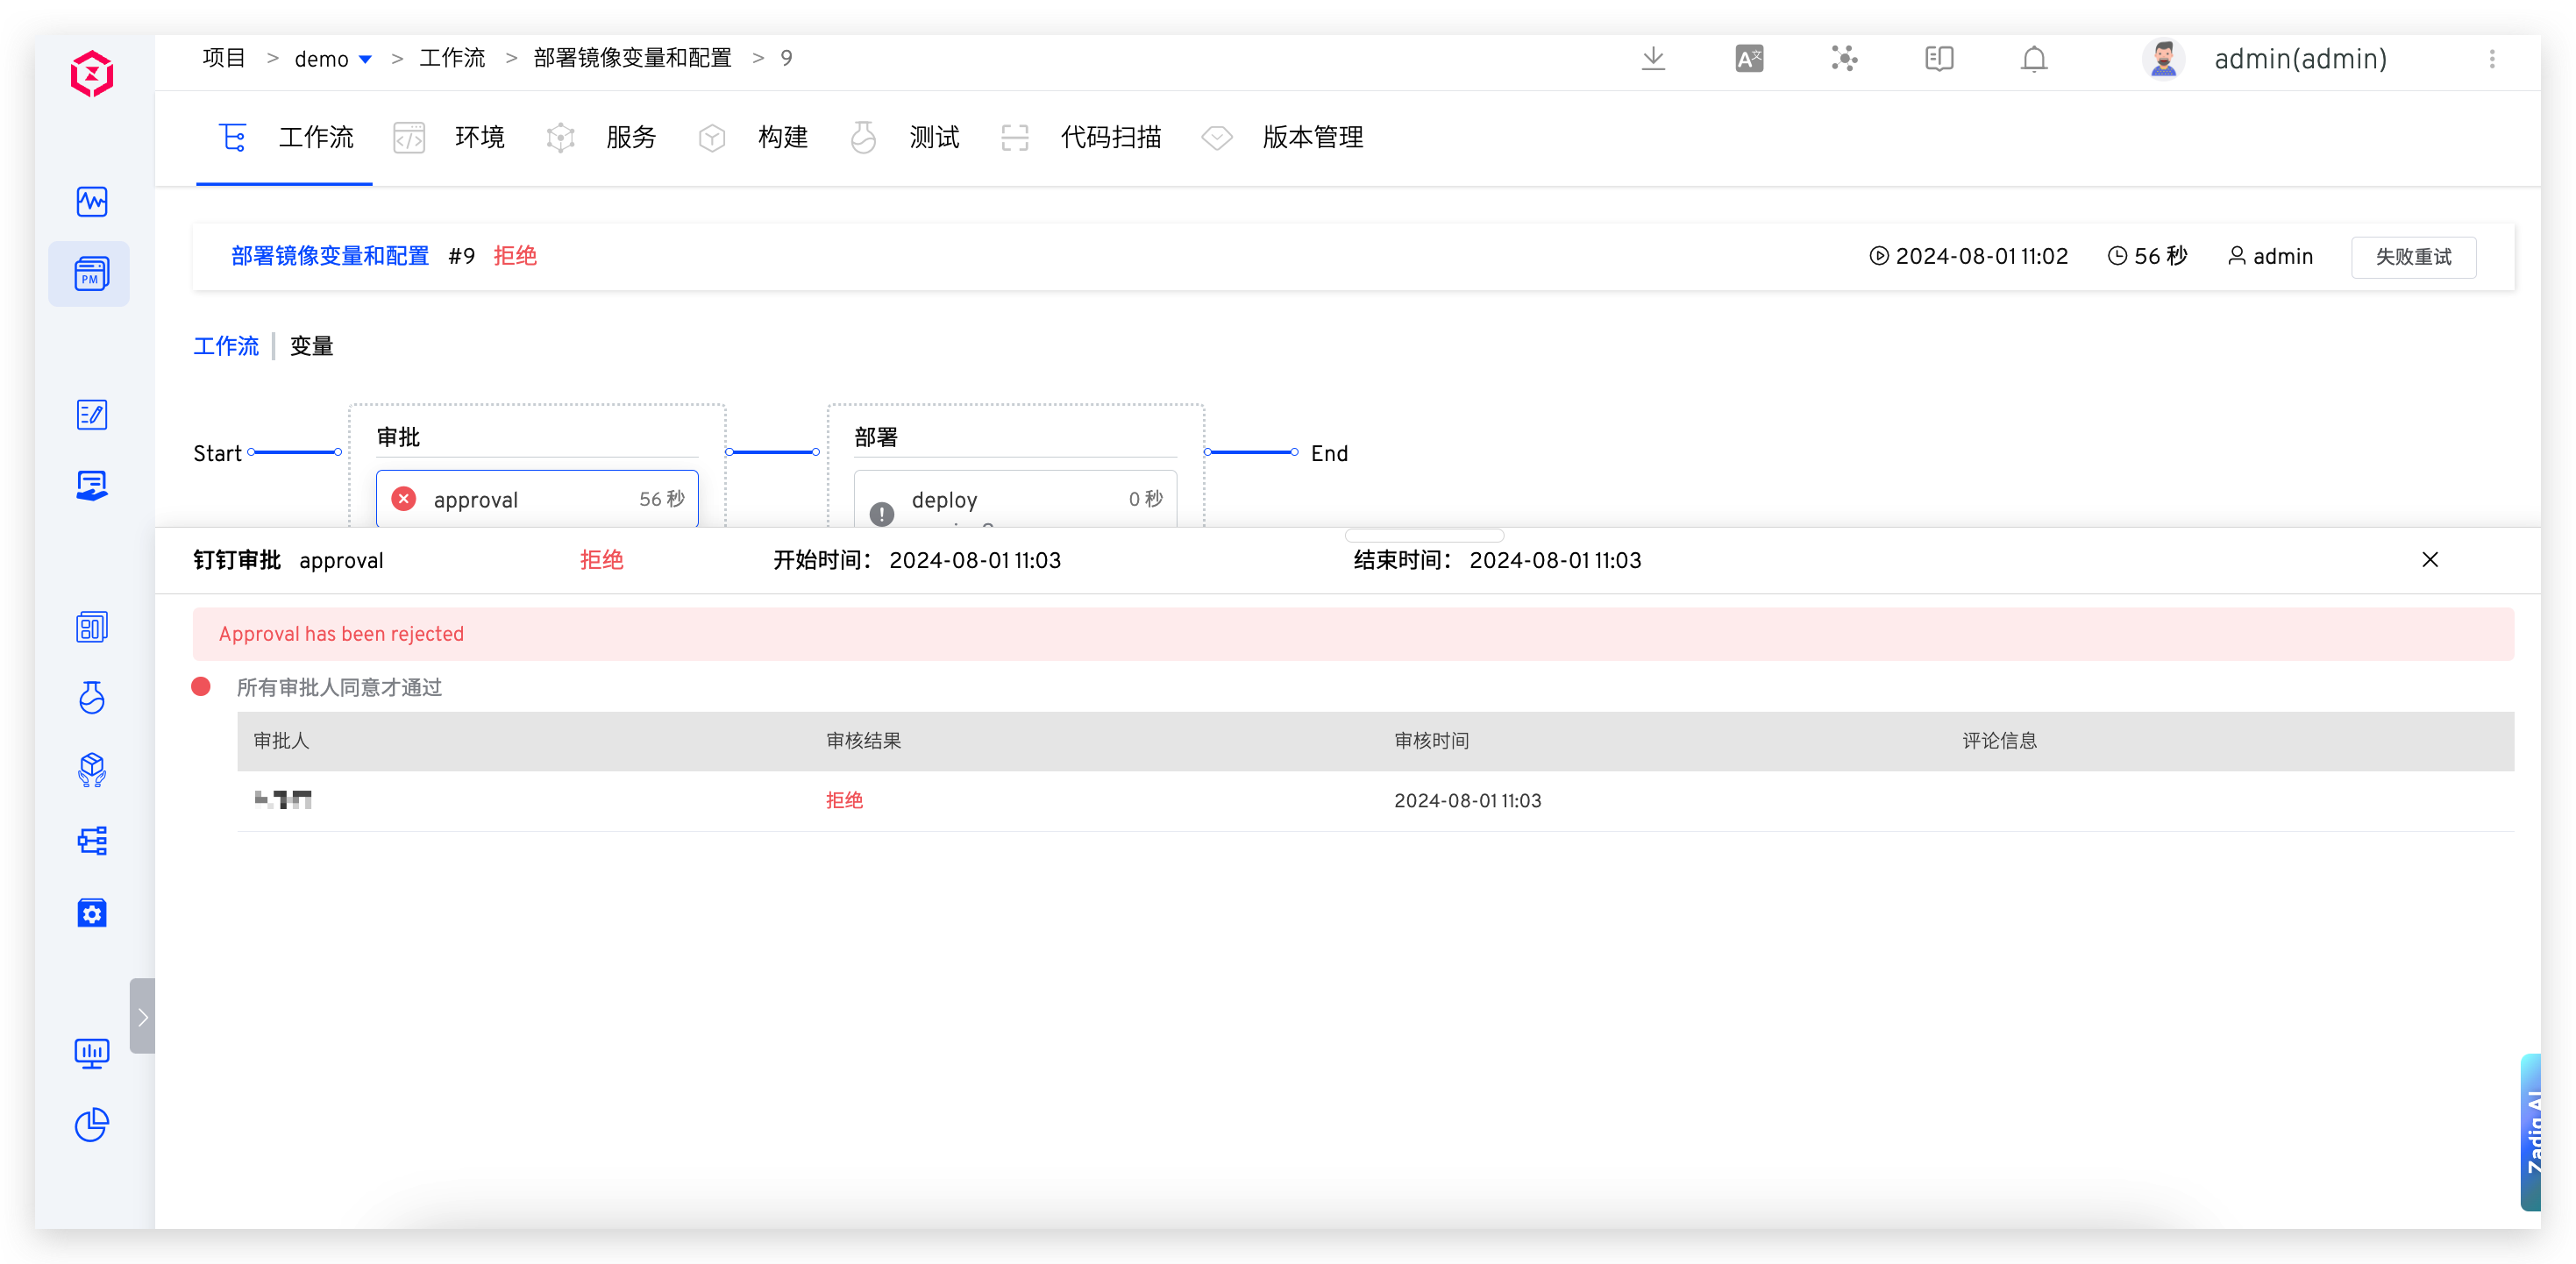 项目 > demo > 工作流 > 部署镜像变量和配置 > 9
admin(admin)
工作流 环境 服务 构建 测试 代码扫描 版本管理
部署镜像变量和配置 #9 拒绝 2024-08-01 11:02 56 秒 admin 失败重试
工作流 变量
审批 部署
Start End
approval 56 秒 deploy 0 秒
钉钉审批 approval 拒绝 开始时间： 2024-08-01 11:03 结束时间： 2024-08-01 11:03
Approval has been rejected
所有审批人同意才通过
审批人 审核结果 审核时间 评论信息
拒绝 2024-08-01 11:03
PM
Zadig AI